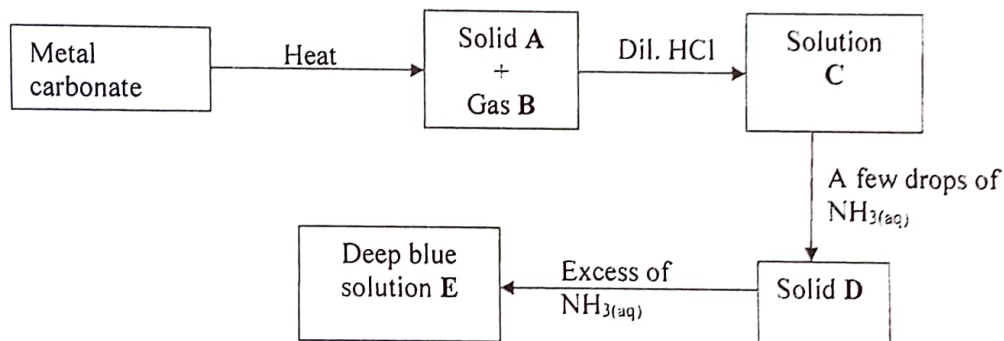 Metal
carbonate
Heat
Solid A
+
Gas B
Dil. HCl
Solution
C
A few drops of
NH3(aq)
Solid D
Excess of
NH3(aq)
Deep blue
solution E